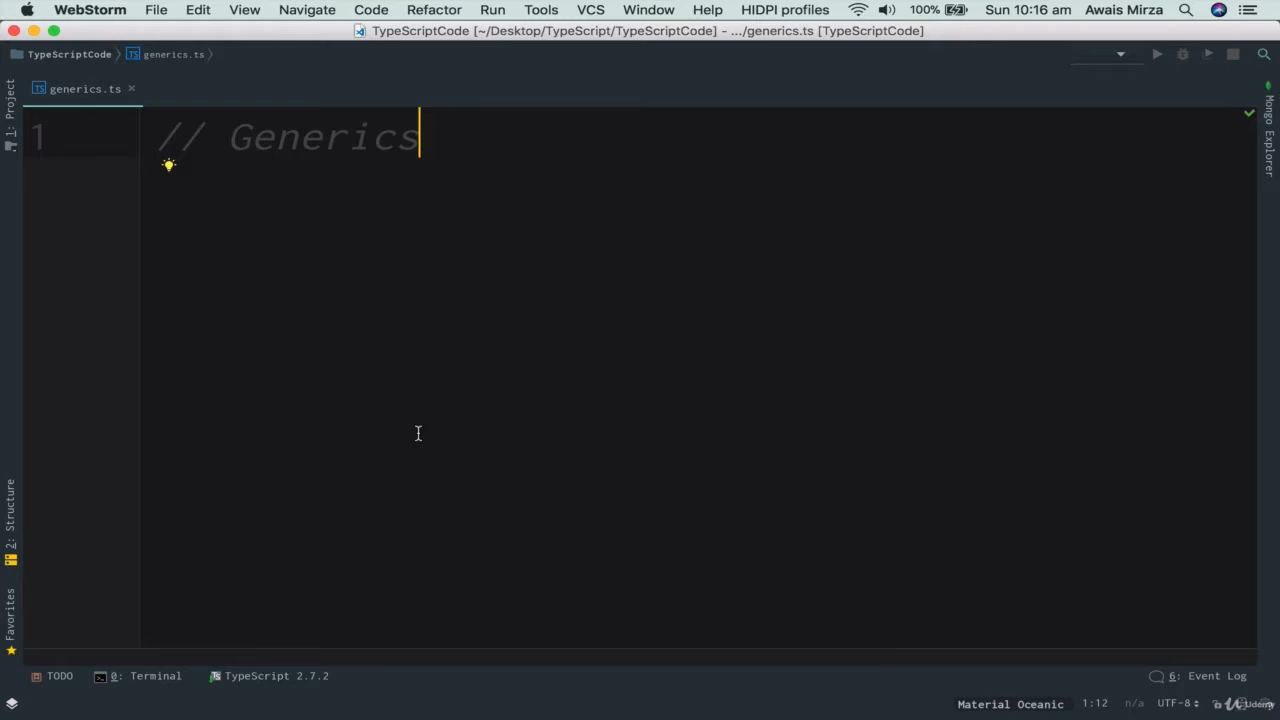 WebStorm File Edit View Navigate Code Refactor Run Tools VCS Window Help HIDPI profiles 100% Sun 10:16 am Awais Mirza
TypeScriptCode [~/Desktop/TypeScript/TypeScriptCode] - .../generics.ts [TypeScriptCode]
TypeScriptCode generics.ts
generics.ts
1: Project
Mongo Explorer
1 // Generics
2: Structure
Favorites
TODO 0: Terminal TypeScript 2.7.2 6: Event Log
Material Oceanic 1:12 n/a UTF-8 Udemy